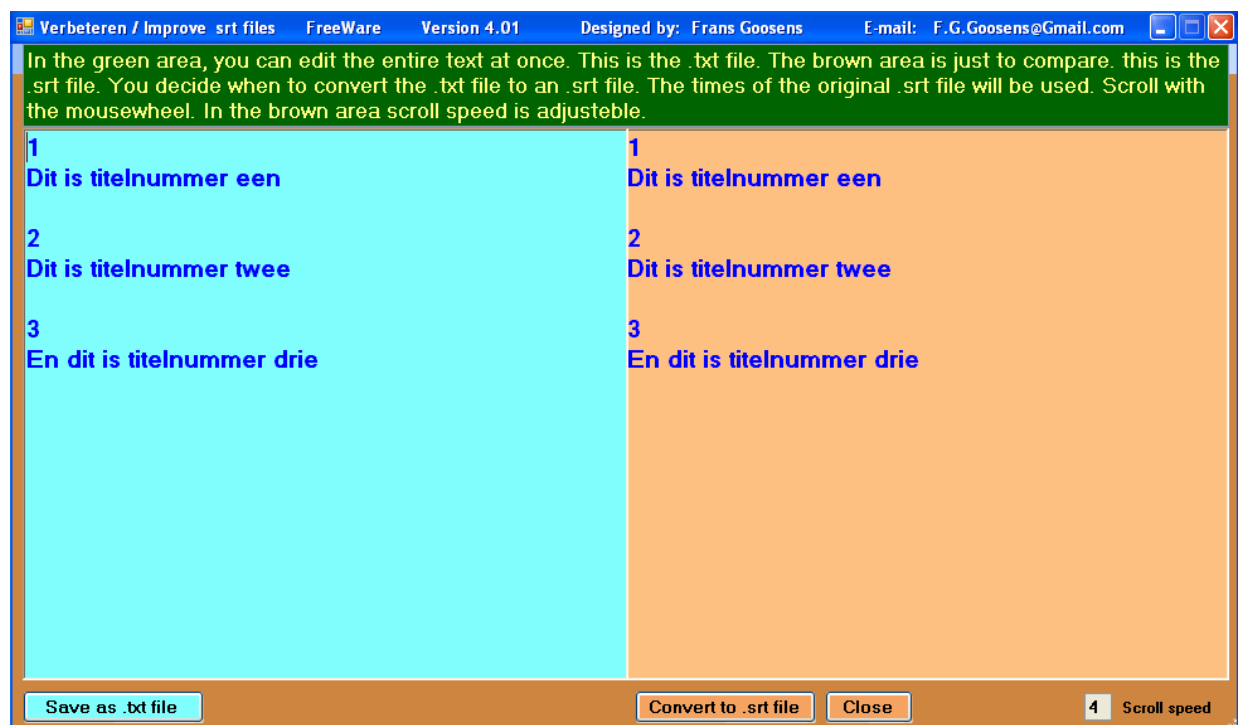 Verbeteren / Improve srt files FreeWare Version 4.01 Designed by: Frans Goosens E-mail: F.G.Goosens@Gmail.com
In the green area, you can edit the entire text at once. This is the .txt file. The brown area is just to compare. this is the
.srt file. You decide when to convert the .txt file to an .srt file. The times of the original .srt file will be used. Scroll with
the mousewheel. In the brown area scroll speed is adjusteble.
1
Dit is titelnummer een
2
Dit is titelnummer twee
3
En dit is titelnummer drie
1
Dit is titelnummer een
2
Dit is titelnummer twee
3
En dit is titelnummer drie
Save as .txt file Convert to .srt file Close 4 Scroll speed